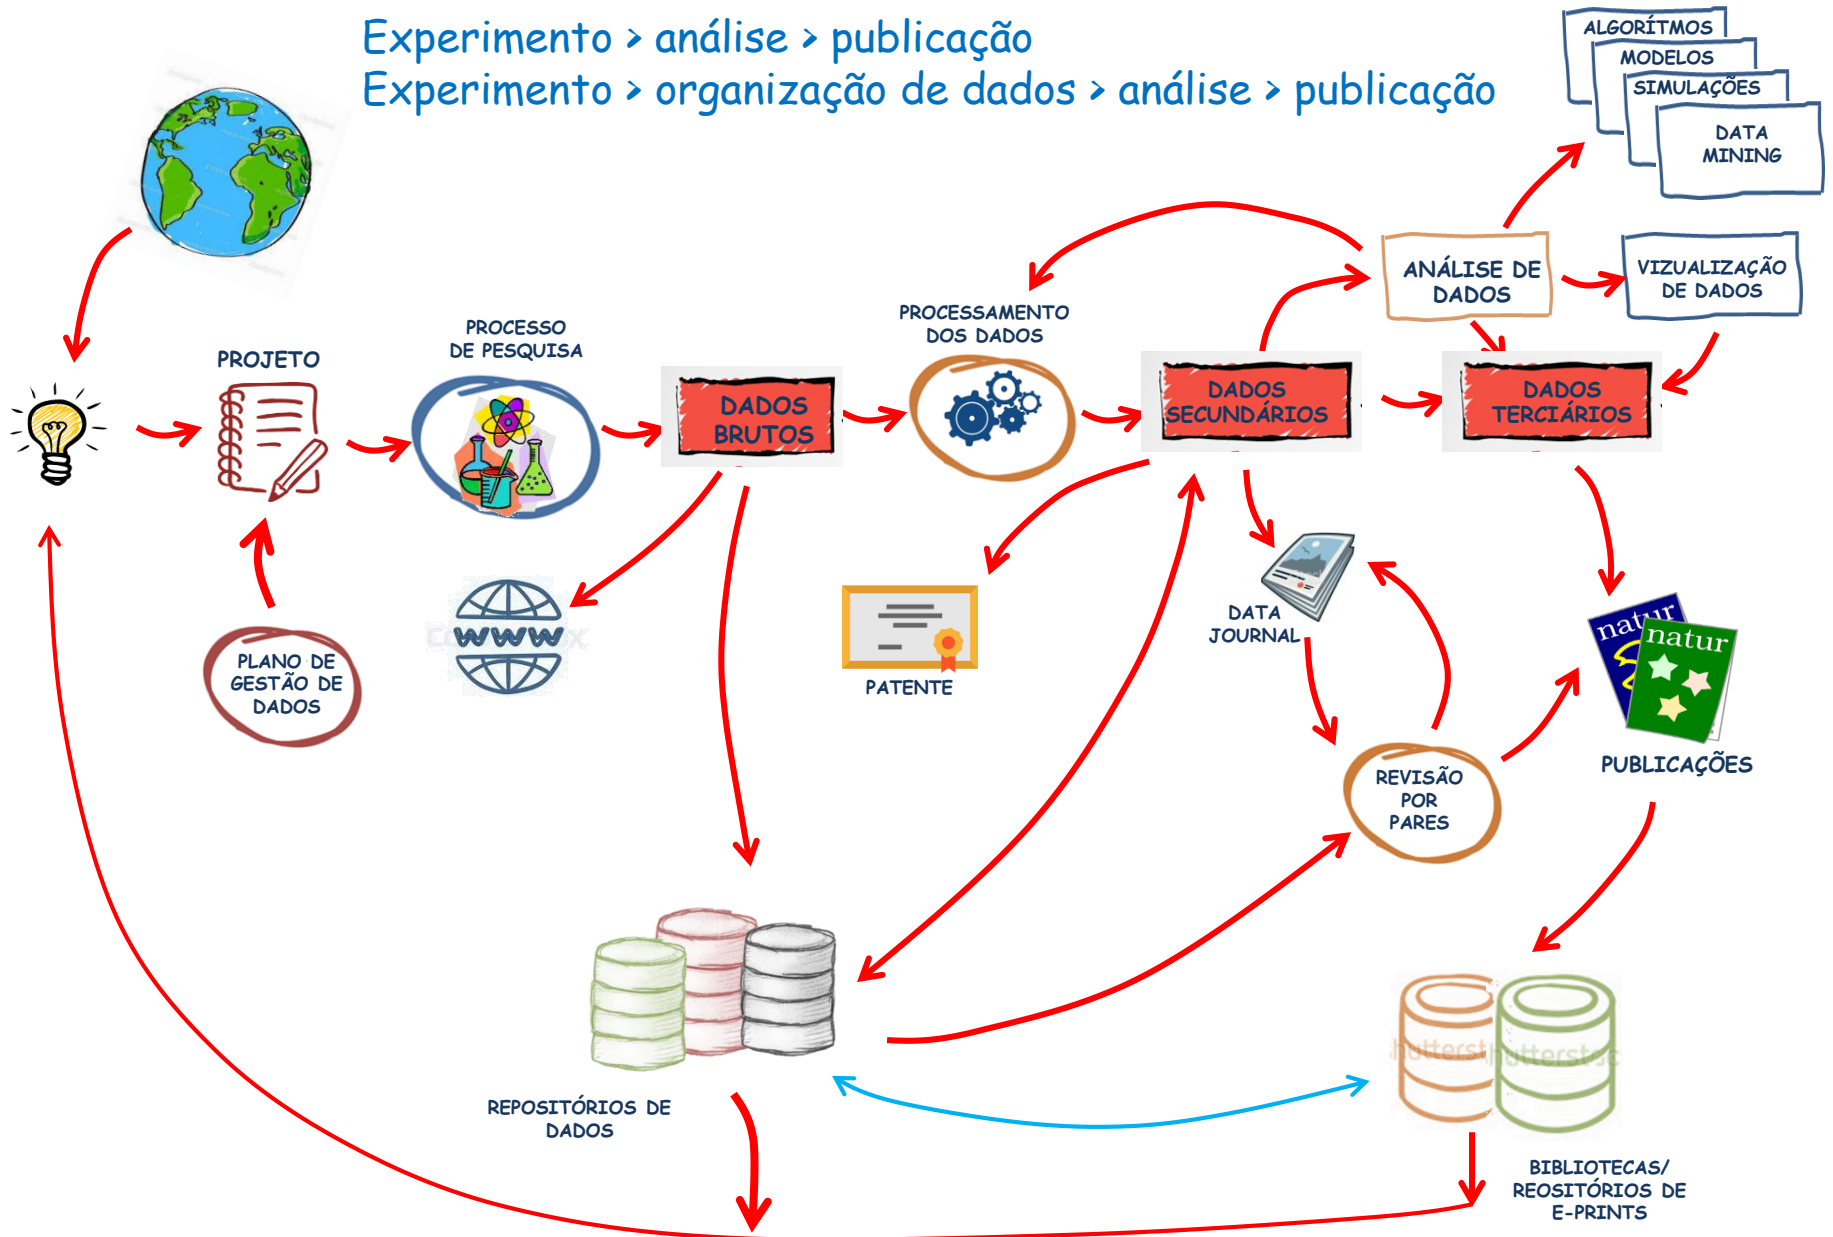 Experimento > análise > publicação
Experimento > organização de dados > análise > publicação
ALGORÍTMOS
MODELOS
SIMULAÇÕES
DATA
MINING
ANÁLISE DE
DADOS
VIZUALIZAÇÃO
DE DADOS
PROCESSAMENTO
DOS DADOS
PROCESSO
DE PESQUISA
PROJETO
DADOS
BRUTOS
DADOS
SECUNDÁRIOS
DADOS
TERCIÁRIOS
PLANO DE
GESTÃO DE
DADOS
WWW
PATENTE
DATA
JOURNAL
natur
natur
PUBLICAÇÕES
REVISÃO
POR
PARES
REPOSITÓRIOS DE
DADOS
BIBLIOTECAS/
REOSITÓRIOS DE
E-PRINTS